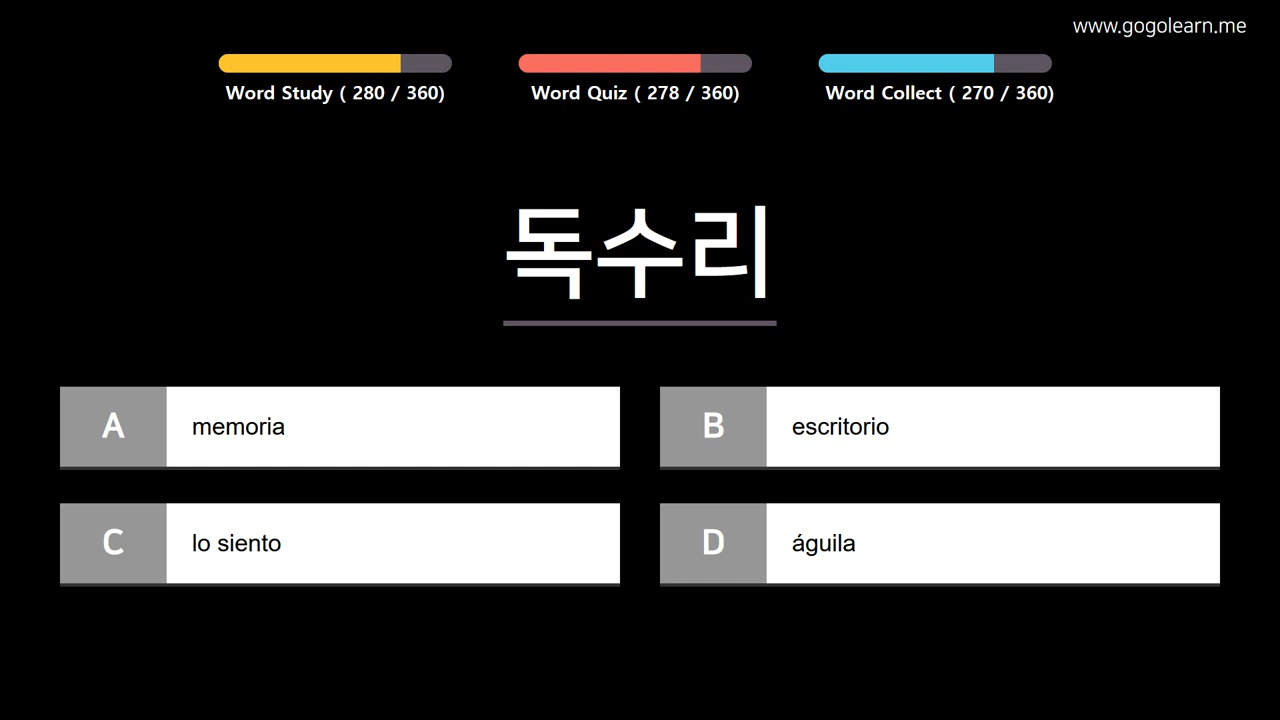 www.gogolearn.me
Word Study ( 280 / 360)
Word Quiz ( 278 / 360)
Word Collect ( 270 / 360)
독수리
A memoria
B escritorio
C lo siento
D águila